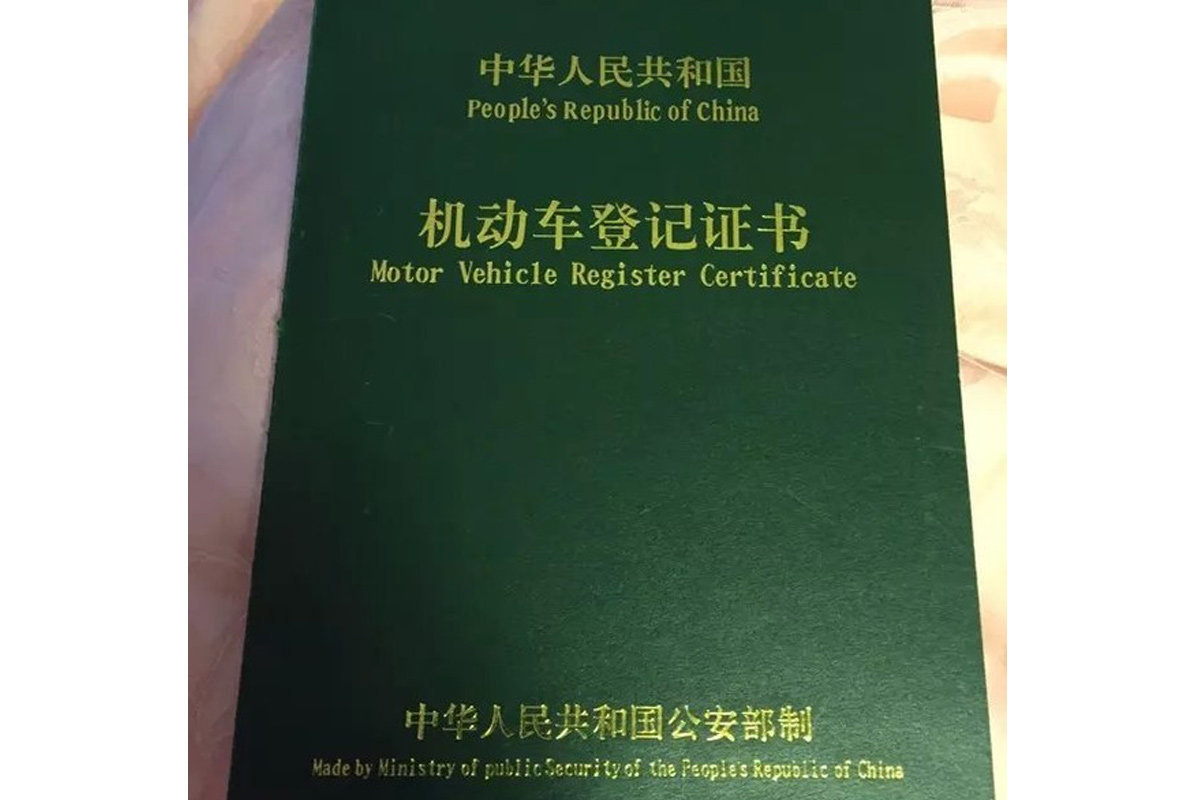 中华人民共和国
People's Republic of China
机动车登记证书
Motor Vehicle Register Certificate
中华人民共和国公安部制
Made by Ministry of public Security of the People's Republic of China